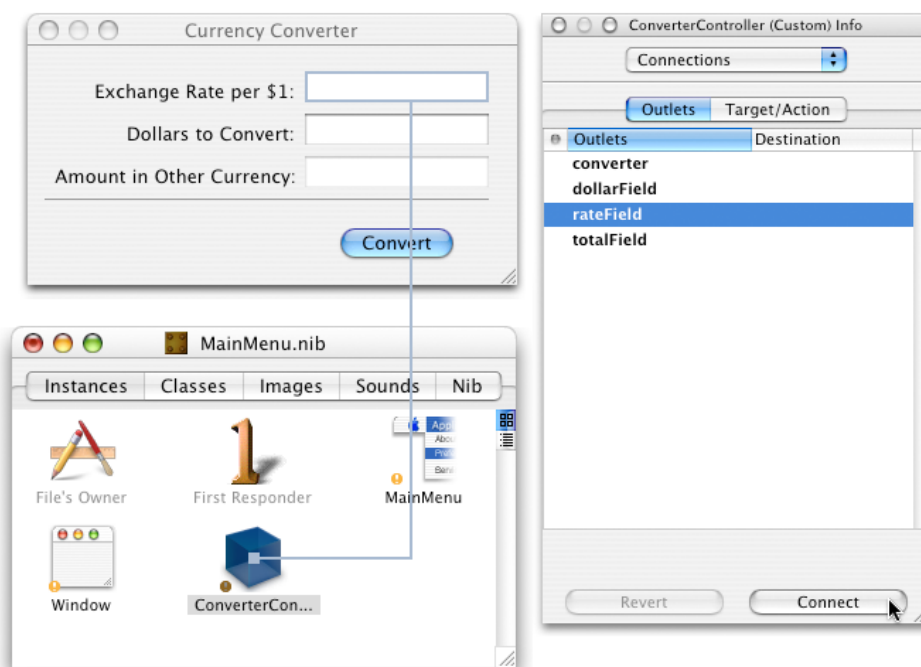 Currency Converter
Exchange Rate per $1:
Dollars to Convert:
Amount in Other Currency:
Convert
MainMenu.nib
Instances Classes Images Sounds Nib
File's Owner First Responder MainMenu
Window ConverterCon...
ConverterController (Custom) Info
Connections
Outlets Target/Action
Outlets Destination
converter
dollarField
rateField
totalField
Revert Connect